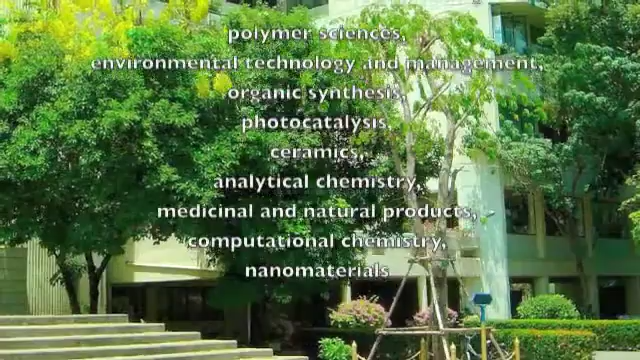 polymer sciences,
environmental technology and management,
organic synthesis,
photocatalysis,
ceramics,
analytical chemistry,
medicinal and natural products,
computational chemistry,
nanomaterials